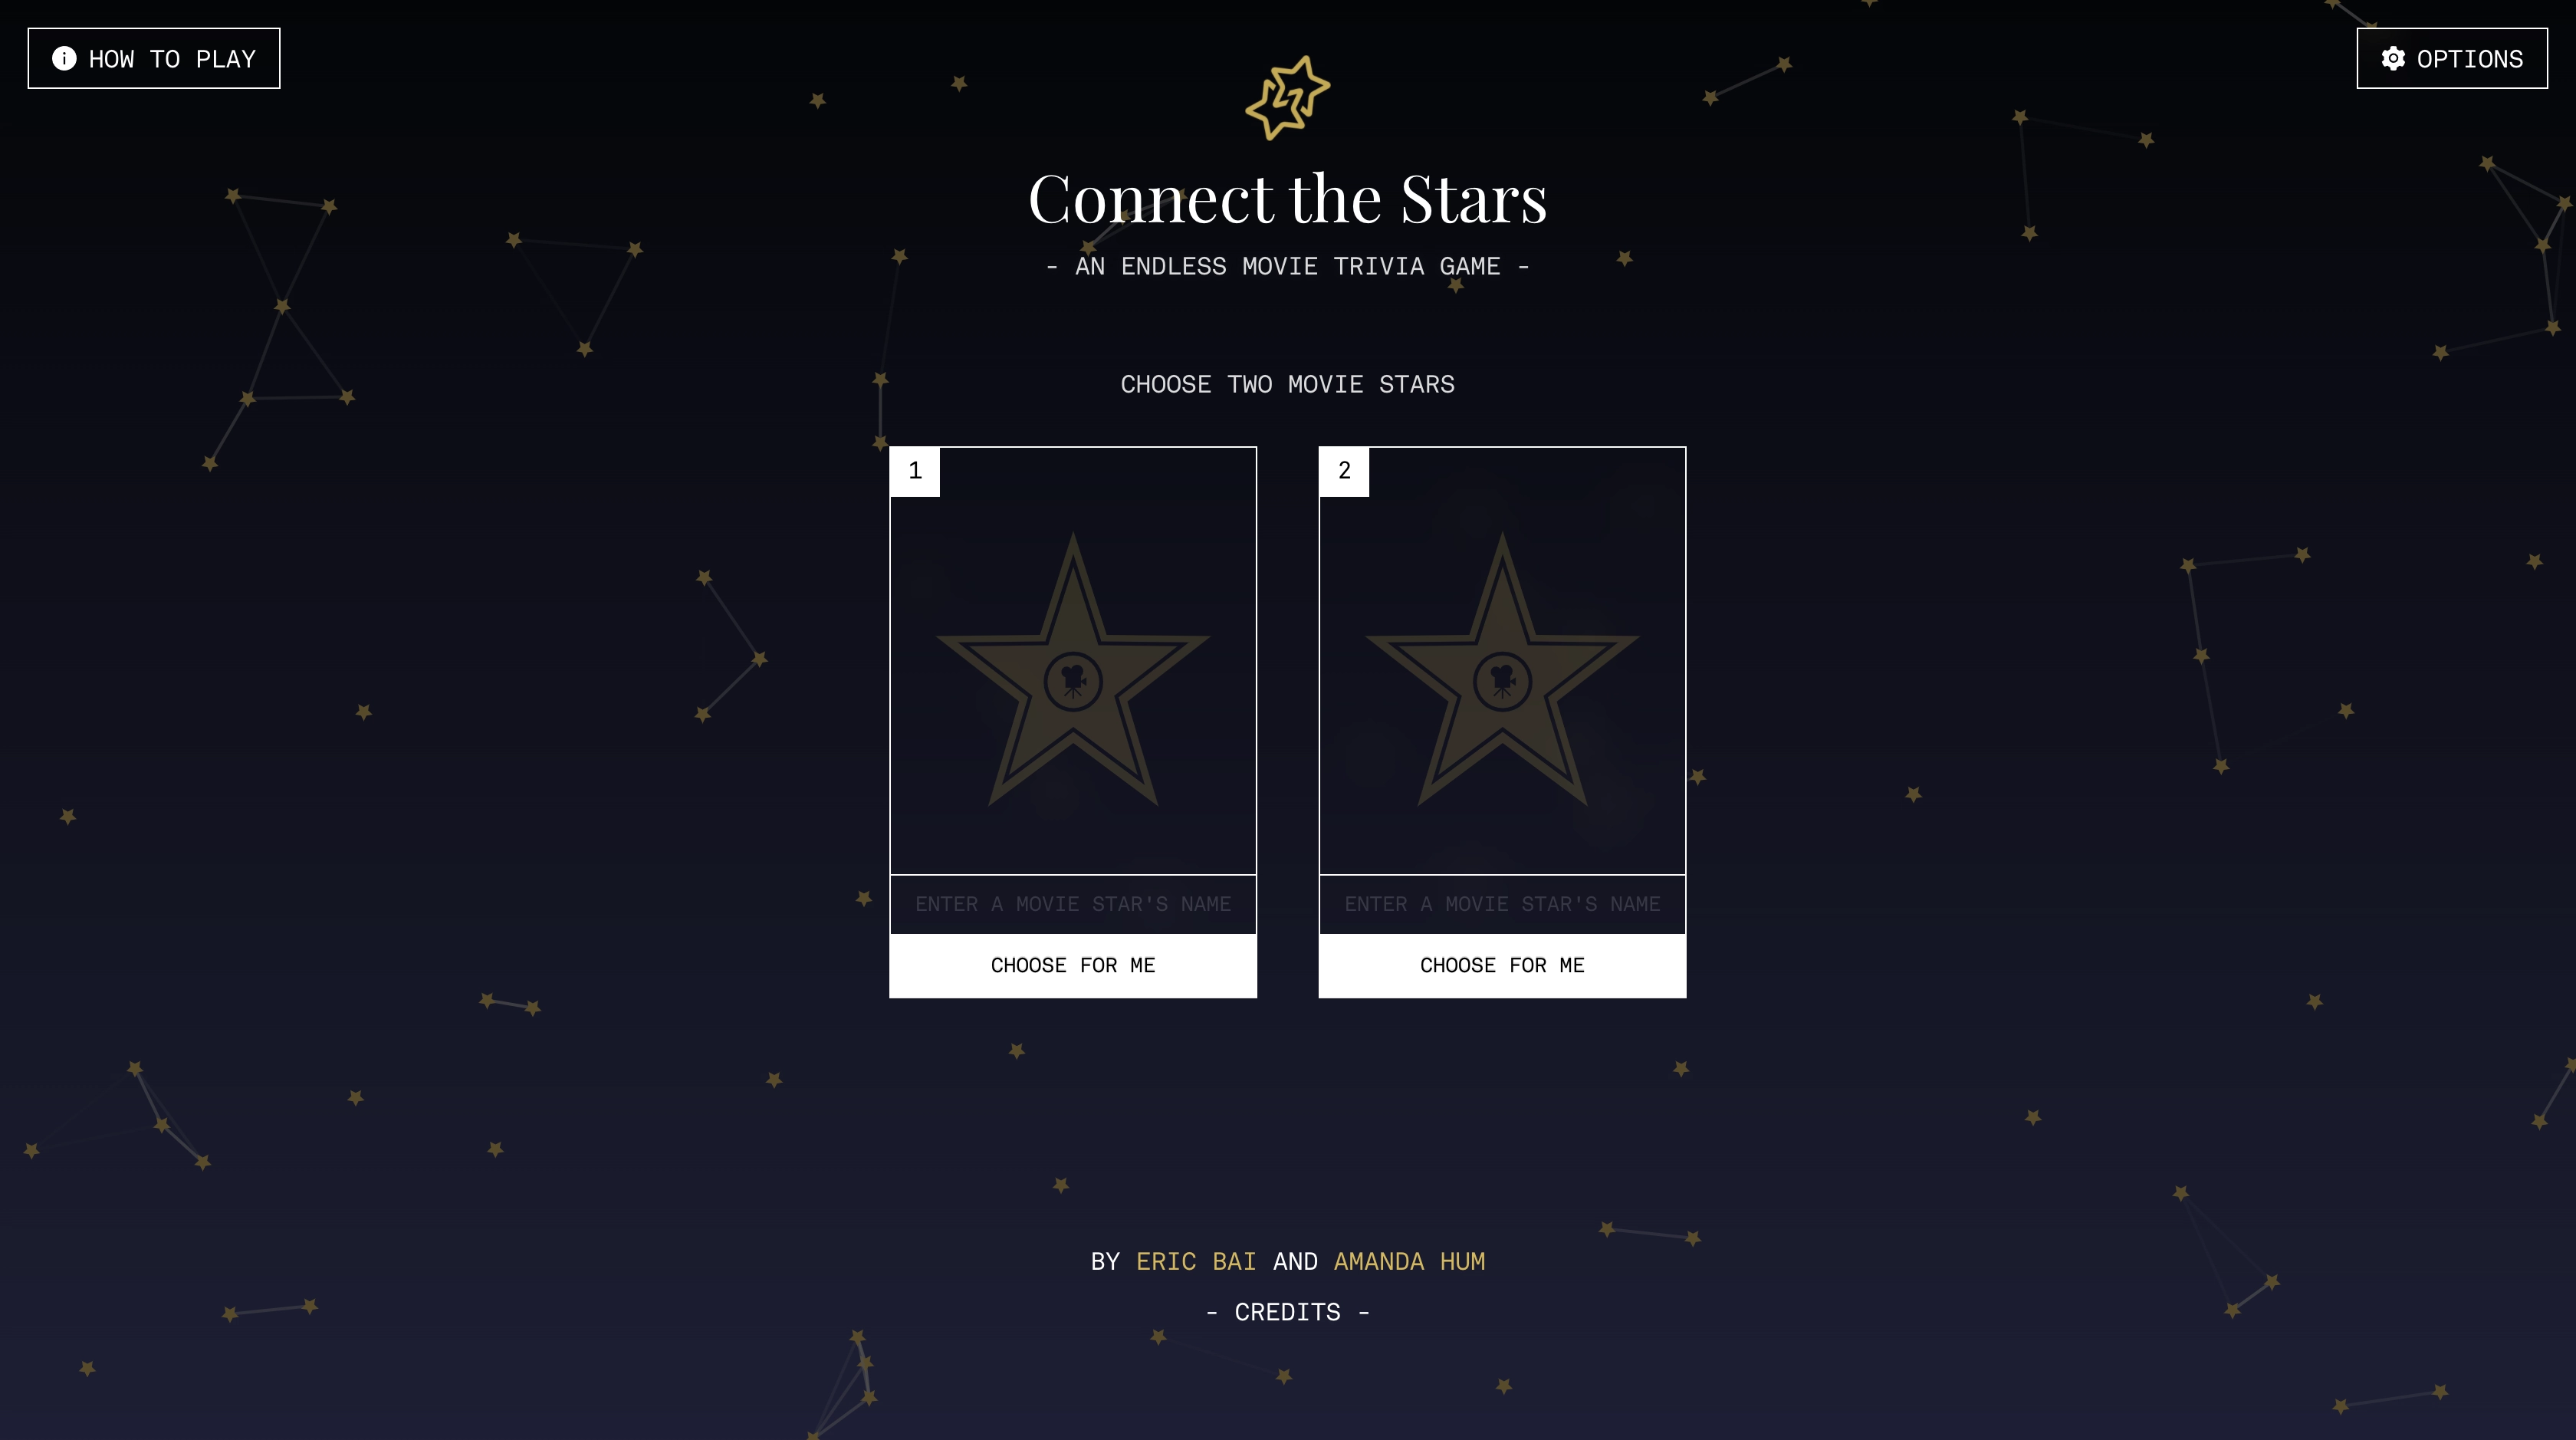 HOW TO PLAY
OPTIONS
Connect the Stars
- AN ENDLESS MOVIE TRIVIA GAME -
CHOOSE TWO MOVIE STARS
1
2
ENTER A MOVIE STAR'S NAME
ENTER A MOVIE STAR'S NAME
CHOOSE FOR ME
CHOOSE FOR ME
BY ERIC BAI AND AMANDA HUM
- CREDITS -